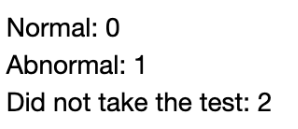 Normal: 0
Abnormal: 1
Did not take the test: 2